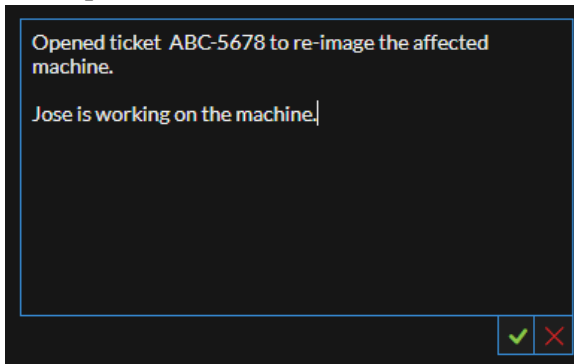 Opened ticket  ABC-5678 to re-image the affected
machine.
Jose is working on the machine.